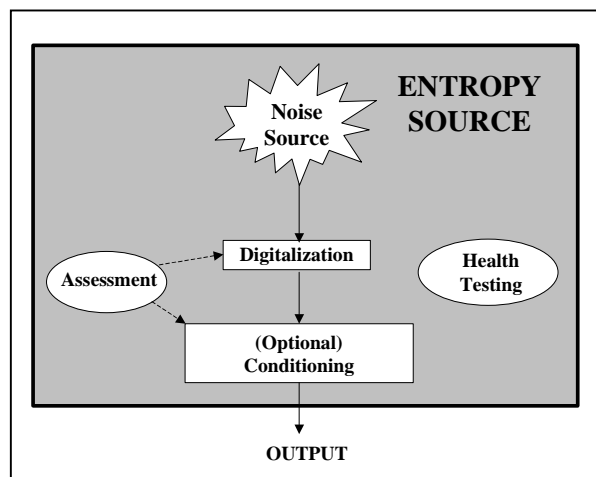 ENTROPY
SOURCE
Noise
Source
Digitalization
Assessment
Health
Testing
(Optional)
Conditioning
OUTPUT